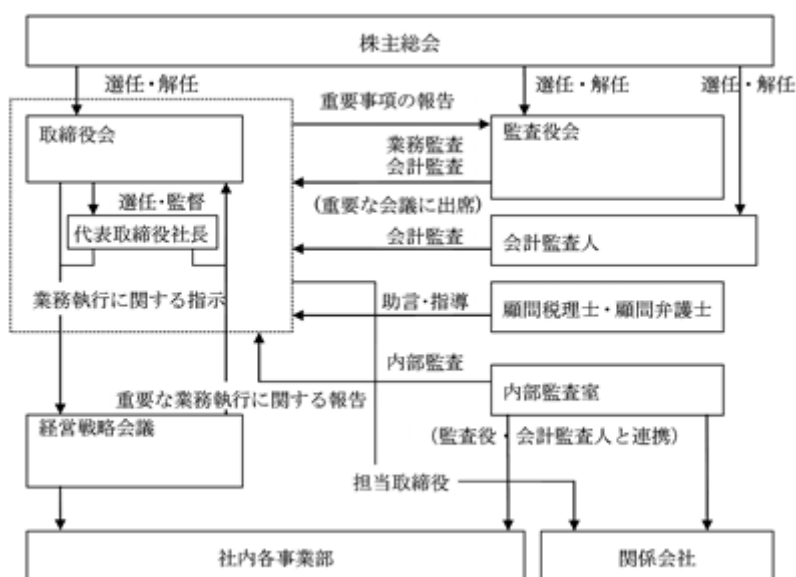 株主総会
選任・解任
選任・解任
選任・解任
重要事項の報告
取締役会
監査役会
業務監査
会計監査
選任・監督
(重要な会議に出席)
代表取締役社長
会計監査
会計監査人
業務執行に関する指示
助言・指導
顧問税理士・顧問弁護士
内部監査
内部監査室
重要な業務執行に関する報告
経営戦略会議
(監査役・会計監査人と連携)
担当取締役
社内各事業部
関係会社